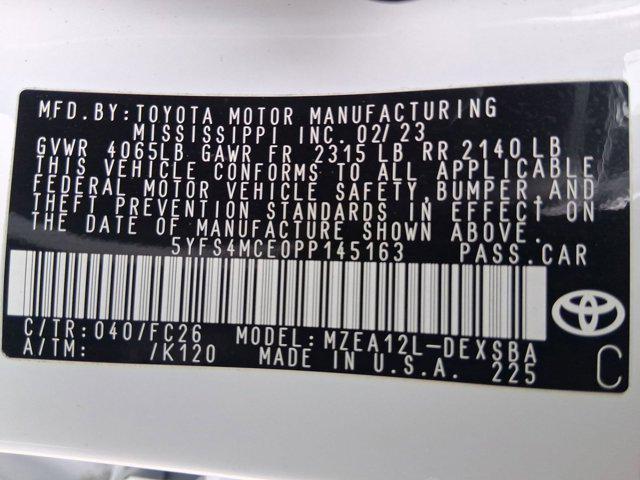 MFD.BY:TOYOTA MOTOR MANUFACTURING
MISSISSIPPI INC. 02/23
GVWR 4065LB GAWR FR 2315 LB RR 2140 LB
THIS VEHICLE CONFORMS TO ALL APPLICABLE
FEDERAL MOTOR VEHICLE SAFETY, BUMPER, AND
THEFT PREVENTION STANDARDS IN EFFECT ON
THE DATE OF MANUFACTURE SHOWN ABOVE.
5YFS4MCE0PP145163 PASS.CAR
C/TR:040/FC26 MODEL:MZEA12L-DEXSBA
A/TM: /K120 MADE IN U.S.A. 225
C